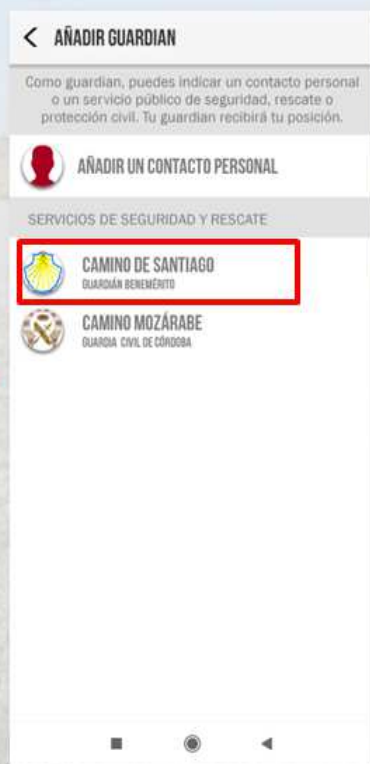 AÑADIR GUARDIAN
Como guardian, puedes indicar un contacto personal
o un servicio público de seguridad, rescate o
protección civil. Tu guardian recibirá tu posición.
AÑADIR UN CONTACTO PERSONAL
SERVICIOS DE SEGURIDAD Y RESCATE
CAMINO DE SANTIAGO
GUARDIÁN BENEMÉRITO
CAMINO MOZÁRABE
GUARDIA CIVIL DE CÓRDOBA